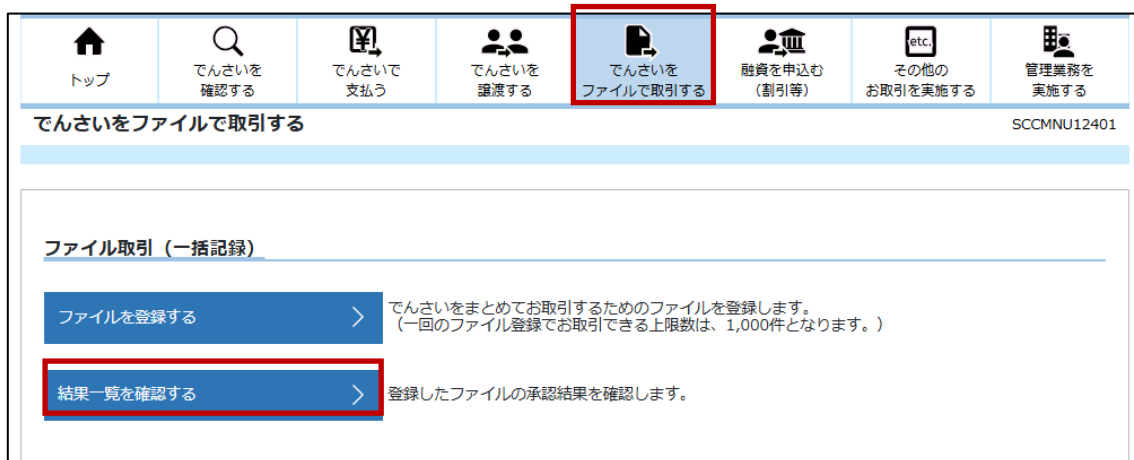 トップ
でんさいを
確認する
でんさいで
支払う
でんさいを
譲渡する
でんさいを
ファイルで取引する
融資を申込む
(割引等)
etc.
その他の
お取引を実施する
管理業務を
実施する
でんさいをファイルで取引する
SCCMNU12401
ファイル取引（一括記録）
ファイルを登録する
でんさいをまとめてお取引するためのファイルを登録します。
（一回のファイル登録でお取引できる上限数は、1,000件となります。）
結果一覧を確認する
登録したファイルの承認結果を確認します。